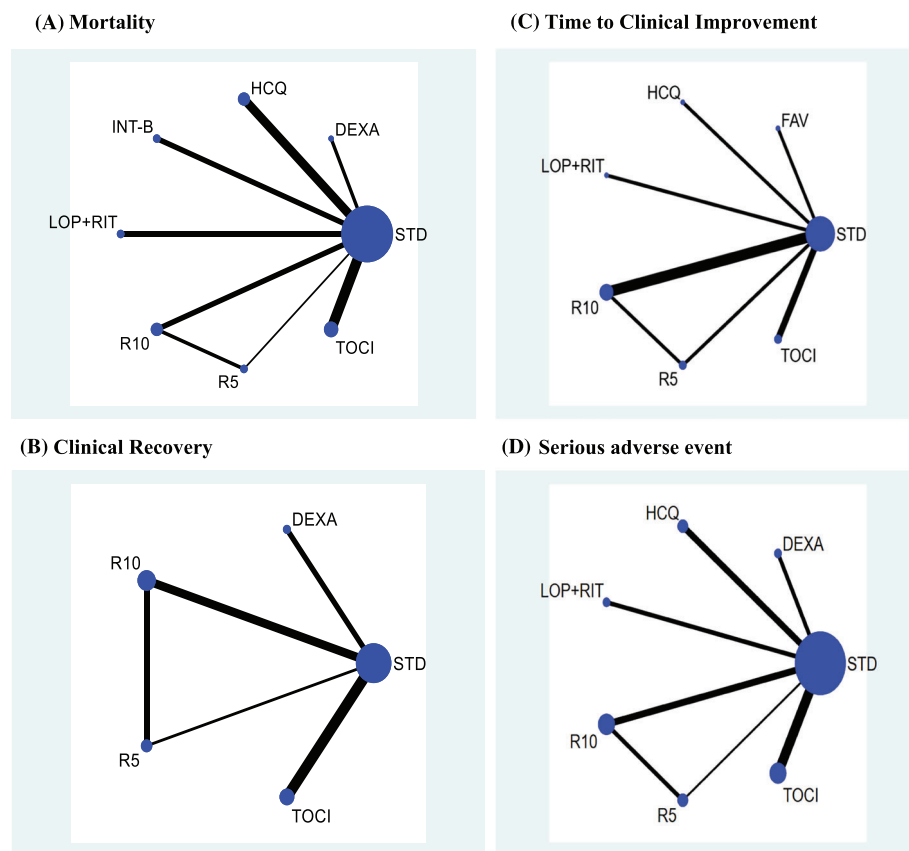 (A) Mortality
HCQ
DEXA
INT-B
LOP+RIT
STD
R10
TOCI
R5
(C) Time to Clinical Improvement
HCQ
FAV
LOP+RIT
STD
R10
TOCI
R5
(B) Clinical Recovery
DEXA
R10
STD
R5
TOCI
(D) Serious adverse event
HCQ
DEXA
LOP+RIT
STD
R10
TOCI
R5